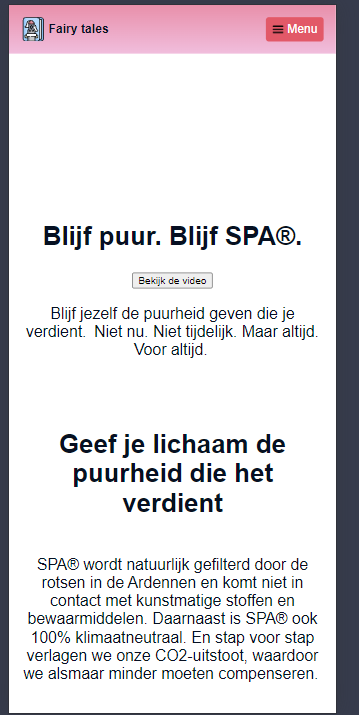 Fairy tales
Menu
Blijf puur. Blijf SPA®.
Bekijk de video
Blijf jezelf de puurheid geven die je
verdient.  Niet nu. Niet tijdelijk. Maar altijd.
Voor altijd.
Geef je lichaam de
puurheid die het
verdient
SPA® wordt natuurlijk gefilterd door de
rotsen in de Ardennen en komt niet in
contact met kunstmatige stoffen en
bewaarmiddelen. Daarnaast is SPA® ook
100% klimaatneutraal. En stap voor stap
verlagen we onze CO2-uitstoot, waardoor
we alsmaar minder moeten compenseren.